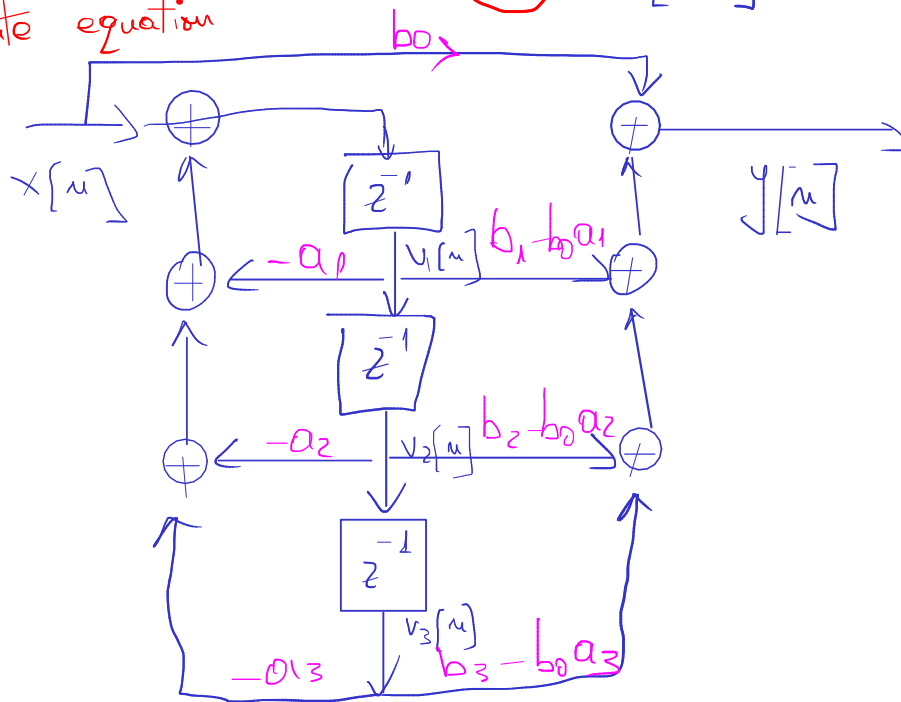 te equation
b0
x[n]
z⁻¹
y[n]
-a1
v1[n]
b1-b0a1
z⁻¹
-a2
v2[n]
b2-b0a2
z⁻¹
v3[n]
-a3
b3-b0a3